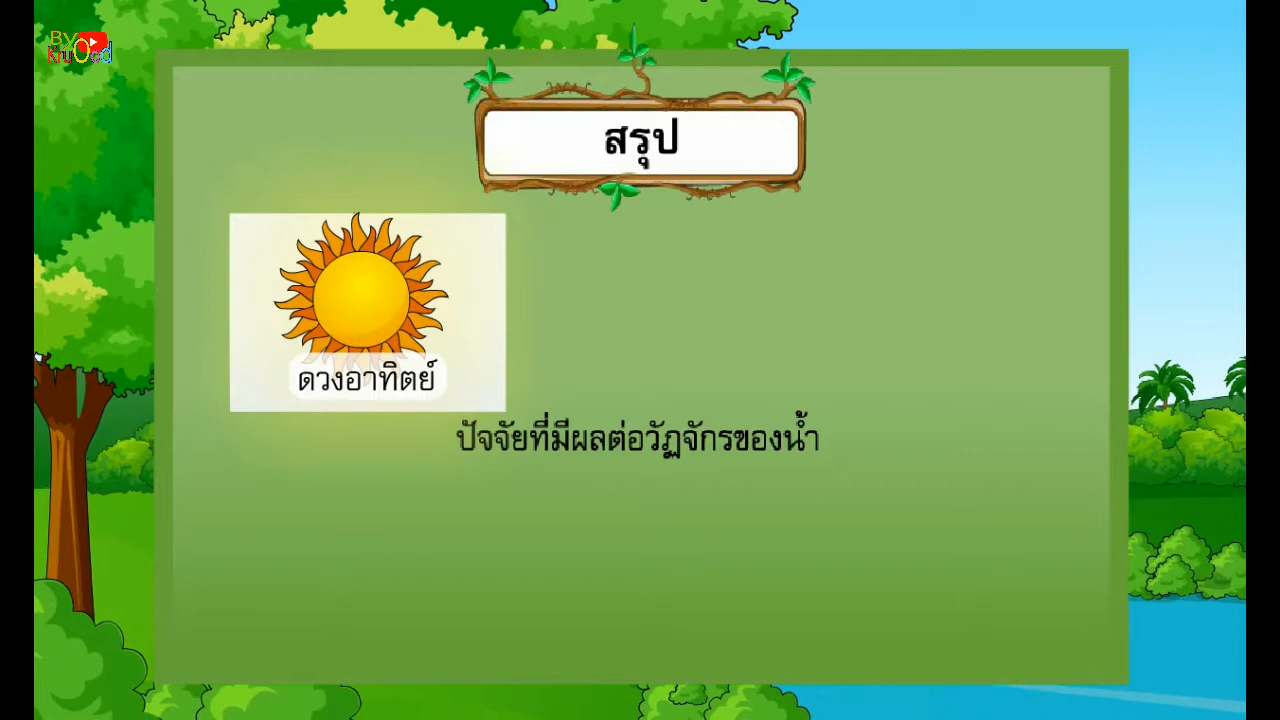 By
KruOod
สรุป
ดวงอาทิตย์
ปัจจัยที่มีผลต่อวัฏจักรของน้ำ